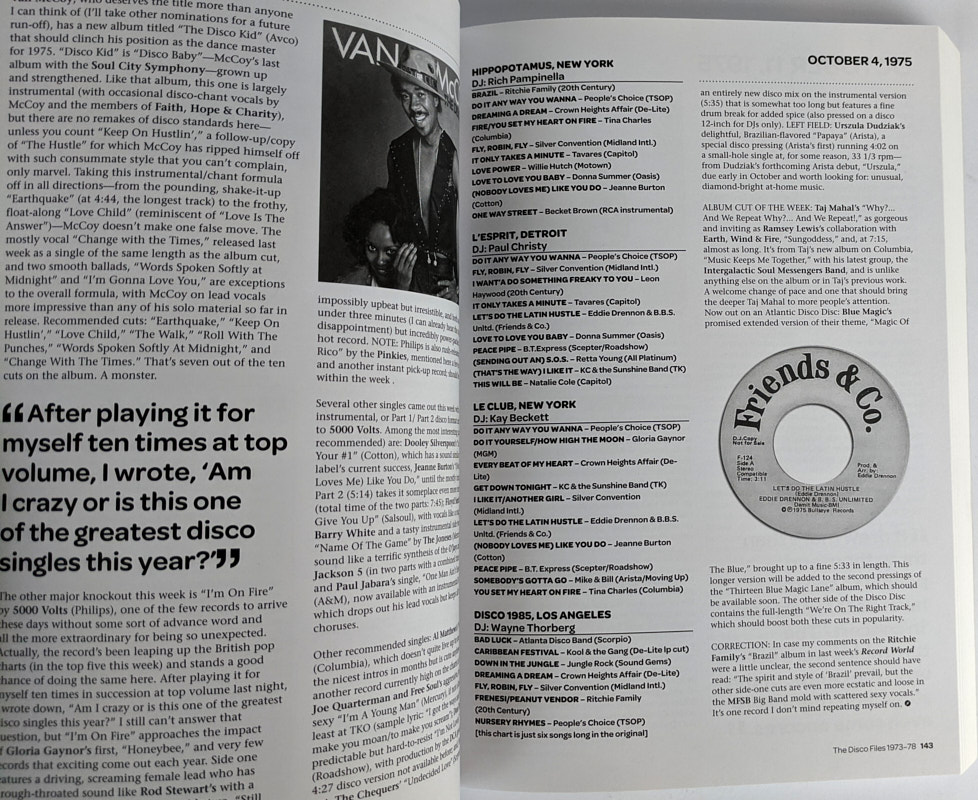 Van McCoy, who deserves the title more than anyone
I can think of (I'll take other nominations for a future
run-off), has a new album titled "The Disco Kid" (Avco)
that should clinch his position as the dance master
for 1975. "Disco Kid" is "Disco Baby"—McCoy's last
album with the Soul City Symphony—grown up
and strengthened. Like that album, this one is largely
instrumental (with occasional disco-chant vocals by
McCoy and the members of Faith, Hope & Charity),
but there are no remakes of disco standards here—
unless you count "Keep On Hustlin'," a follow-up/copy
of "The Hustle" for which McCoy has ripped himself off
with such consummate style that you can't complain,
only marvel. Taking this instrumental/chant formula
off in all directions—from the pounding, shake-it-up
"Earthquake" (at 4:44, the longest track) to the frothy,
float-along "Love Child" (reminiscent of "Love Is The
Answer")—McCoy doesn't make one false move. The
mostly vocal "Change with the Times," released last
week as a single of the same length as the album cut,
and two smooth ballads, "Words Spoken Softly at
Midnight" and "I'm Gonna Love You," are exceptions
to the overall formula, with McCoy on lead vocals
more impressive than any of his solo material so far in
release. Recommended cuts: "Earthquake," "Keep On
Hustlin'," "Love Child," "The Walk," "Roll With The
Punches," "Words Spoken Softly At Midnight," and
"Change With The Times." That's seven out of the ten
cuts on the album. A monster.
"After playing it for
myself ten times at top
volume, I wrote, 'Am
I crazy or is this one
of the greatest disco
singles this year?'"
The other major knockout this week is "I'm On Fire"
by 5000 Volts (Philips), one of the few records to arrive
these days without some sort of advance word and
all the more extraordinary for being so unexpected.
Actually, the record's been leaping up the British pop
charts (in the top five this week) and stands a good
chance of doing the same here. After playing it for
myself ten times in succession at top volume last night,
I wrote down, "Am I crazy or is this one of the greatest
disco singles this year?" I still can't answer that
question, but "I'm On Fire" approaches the impact
of Gloria Gaynor's first, "Honeybee," and very few
records that exciting come out each year. Side one
features a driving, screaming female lead who has
rough-throated sound like Rod Stewart's with a
"Still
VAN
McC
impossibly upbeat but irresistible, and
under three minutes (I can already hear the
disappointment) but incredibly power-
hot record. NOTE: Philips is also rush-
Rico" by the Pinkies, mentioned here
and another instant pick-up record;
within the week .
Several other singles came out this week
instrumental, or Part 1/ Part 2 disco format
to 5000 Volts. Among the most interesting
recommended) are: Dooley Silverspoon's
Your #1" (Cotton), which has a sound
label's current success, Jeanne Burton's
Loves Me) Like You Do," until the
Part 2 (5:14) takes it someplace even
(total time of the two parts: 7:45);
Give You Up" (Salsoul), with vocals like
Barry White and a tasty instrumental
"Name Of The Game" by The Joneses
sound like a terrific synthesis of the
Jackson 5 (in two parts with a combined
and Paul Jabara's single, "One Man
(A&M), now available with an instrumental
which drops out his lead vocals but keeps
choruses.
Other recommended singles: Al Matthews'
(Columbia), which doesn't quite live up
the nicest intros this month but is
another record currently high on the
Joe Quarterman and Free Soul's
sexy "I'm A Young Man" (Mercury),
least at TKO (sample lyric: "I got the
make you moan/to make you scream
predictable but hard-to-resist "I'm
(Roadshow), with production by the
4:27 disco version not available before
The Chequers' "Undecided Love"
HIPPOPOTAMUS, NEW YORK
DJ: Rich Pampinella
BRAZIL – Ritchie Family (20th Century)
DO IT ANY WAY YOU WANNA – People's Choice (TSOP)
DREAMING A DREAM – Crown Heights Affair (De-Lite)
FIRE/YOU SET MY HEART ON FIRE – Tina Charles
(Columbia)
FLY, ROBIN, FLY – Silver Convention (Midland Intl.)
IT ONLY TAKES A MINUTE – Tavares (Capitol)
LOVE POWER – Willie Hutch (Motown)
LOVE TO LOVE YOU BABY – Donna Summer (Oasis)
(NOBODY LOVES ME) LIKE YOU DO – Jeanne Burton
(Cotton)
ONE WAY STREET – Becket Brown (RCA instrumental)
L'ESPRIT, DETROIT
DJ: Paul Christy
DO IT ANY WAY YOU WANNA – People's Choice (TSOP)
FLY, ROBIN, FLY – Silver Convention (Midland Intl.)
I WANT'A DO SOMETHING FREAKY TO YOU – Leon
Haywood (20th Century)
IT ONLY TAKES A MINUTE – Tavares (Capitol)
LET'S DO THE LATIN HUSTLE – Eddie Drennon & B.B.S.
Unltd. (Friends & Co.)
LOVE TO LOVE YOU BABY – Donna Summer (Oasis)
PEACE PIPE – B.T.Express (Scepter/Roadshow)
(SENDING OUT AN) S.O.S. – Retta Young (All Platinum)
(THAT'S THE WAY) I LIKE IT – KC & the Sunshine Band (TK)
THIS WILL BE – Natalie Cole (Capitol)
LE CLUB, NEW YORK
DJ: Kay Beckett
DO IT ANY WAY YOU WANNA – People's Choice (TSOP)
DO IT YOURSELF/HOW HIGH THE MOON – Gloria Gaynor
(MGM)
EVERY BEAT OF MY HEART – Crown Heights Affair (De-
Lite)
GET DOWN TONIGHT – KC & the Sunshine Band (TK)
I LIKE IT/ANOTHER GIRL – Silver Convention
(Midland Intl.)
LET'S DO THE LATIN HUSTLE – Eddie Drennon & B.B.S.
Unltd. (Friends & Co.)
(NOBODY LOVES ME) LIKE YOU DO – Jeanne Burton
(Cotton)
PEACE PIPE – B.T. Express (Scepter/Roadshow)
SOMEBODY'S GOTTA GO – Mike & Bill (Arista/Moving Up)
YOU SET MY HEART ON FIRE – Tina Charles (Columbia)
DISCO 1985, LOS ANGELES
DJ: Wayne Thorberg
BAD LUCK – Atlanta Disco Band (Scorpio)
CARIBBEAN FESTIVAL – Kool & the Gang (De-Lite lp cut)
DOWN IN THE JUNGLE – Jungle Rock (Sound Gems)
DREAMING A DREAM – Crown Heights Affair (De-Lite)
FLY, ROBIN, FLY – Silver Convention (Midland Intl.)
FRENESI/PEANUT VENDOR – Ritchie Family
(20th Century)
NURSERY RHYMES – People's Choice (TSOP)
[this chart is just six songs long in the original]
OCTOBER 4, 1975
an entirely new disco mix on the instrumental version
(5:35) that is somewhat too long but features a fine
drum break for added spice (also pressed on a disco
12-inch for DJs only). LEFT FIELD: Urszula Dudziak's
delightful, Brazilian-flavored "Papaya" (Arista), a
special disco pressing (Arista's first) running 4:02 on
a small-hole single at, for some reason, 33 1/3 rpm—
from Dudziak's forthcoming Arista debut, "Urszula,"
due early in October and worth looking for: unusual,
diamond-bright at-home music.
ALBUM CUT OF THE WEEK: Taj Mahal's "Why?...
And We Repeat Why?... And We Repeat!," as gorgeous
and inviting as Ramsey Lewis's collaboration with
Earth, Wind & Fire, "Sungoddess," and, at 7:15,
almost as long. It's from Taj's new album on Columbia,
"Music Keeps Me Together," with his latest group, the
Intergalactic Soul Messengers Band, and is unlike
anything else on the album or in Taj's previous work.
A welcome change of pace and one that should bring
the deeper Taj Mahal to more people's attention.
Now out on an Atlantic Disco Disc: Blue Magic's
promised extended version of their theme, "Magic Of
Friends & Co.
D.J. Copy
Not for Sale
F-124
Side A
Stereo
Compatible
Time: 3:11
Prod. &
Arr. by:
Eddie Drennon
LET'S DO THE LATIN HUSTLE
(Eddie Drennon)
EDDIE DRENNON & B. B. S. UNLIMITED
Damit Music-BMI
© ℗ 1975 Bullseye Records
The Blue," brought up to a fine 5:33 in length. This
longer version will be added to the second pressings of
the "Thirteen Blue Magic Lane" album, which should
be available soon. The other side of the Disco Disc
contains the full-length "We're On The Right Track,"
which should boost both these cuts in popularity.
CORRECTION: In case my comments on the Ritchie
Family's "Brazil" album in last week's Record World
were a little unclear, the second sentence should have
read: "The spirit and style of 'Brazil' prevail, but the
other side-one cuts are even more ecstatic and loose in
the MFSB Big Band mold with scattered sexy vocals."
It's one record I don't mind repeating myself on.
The Disco Files 1973–78 143